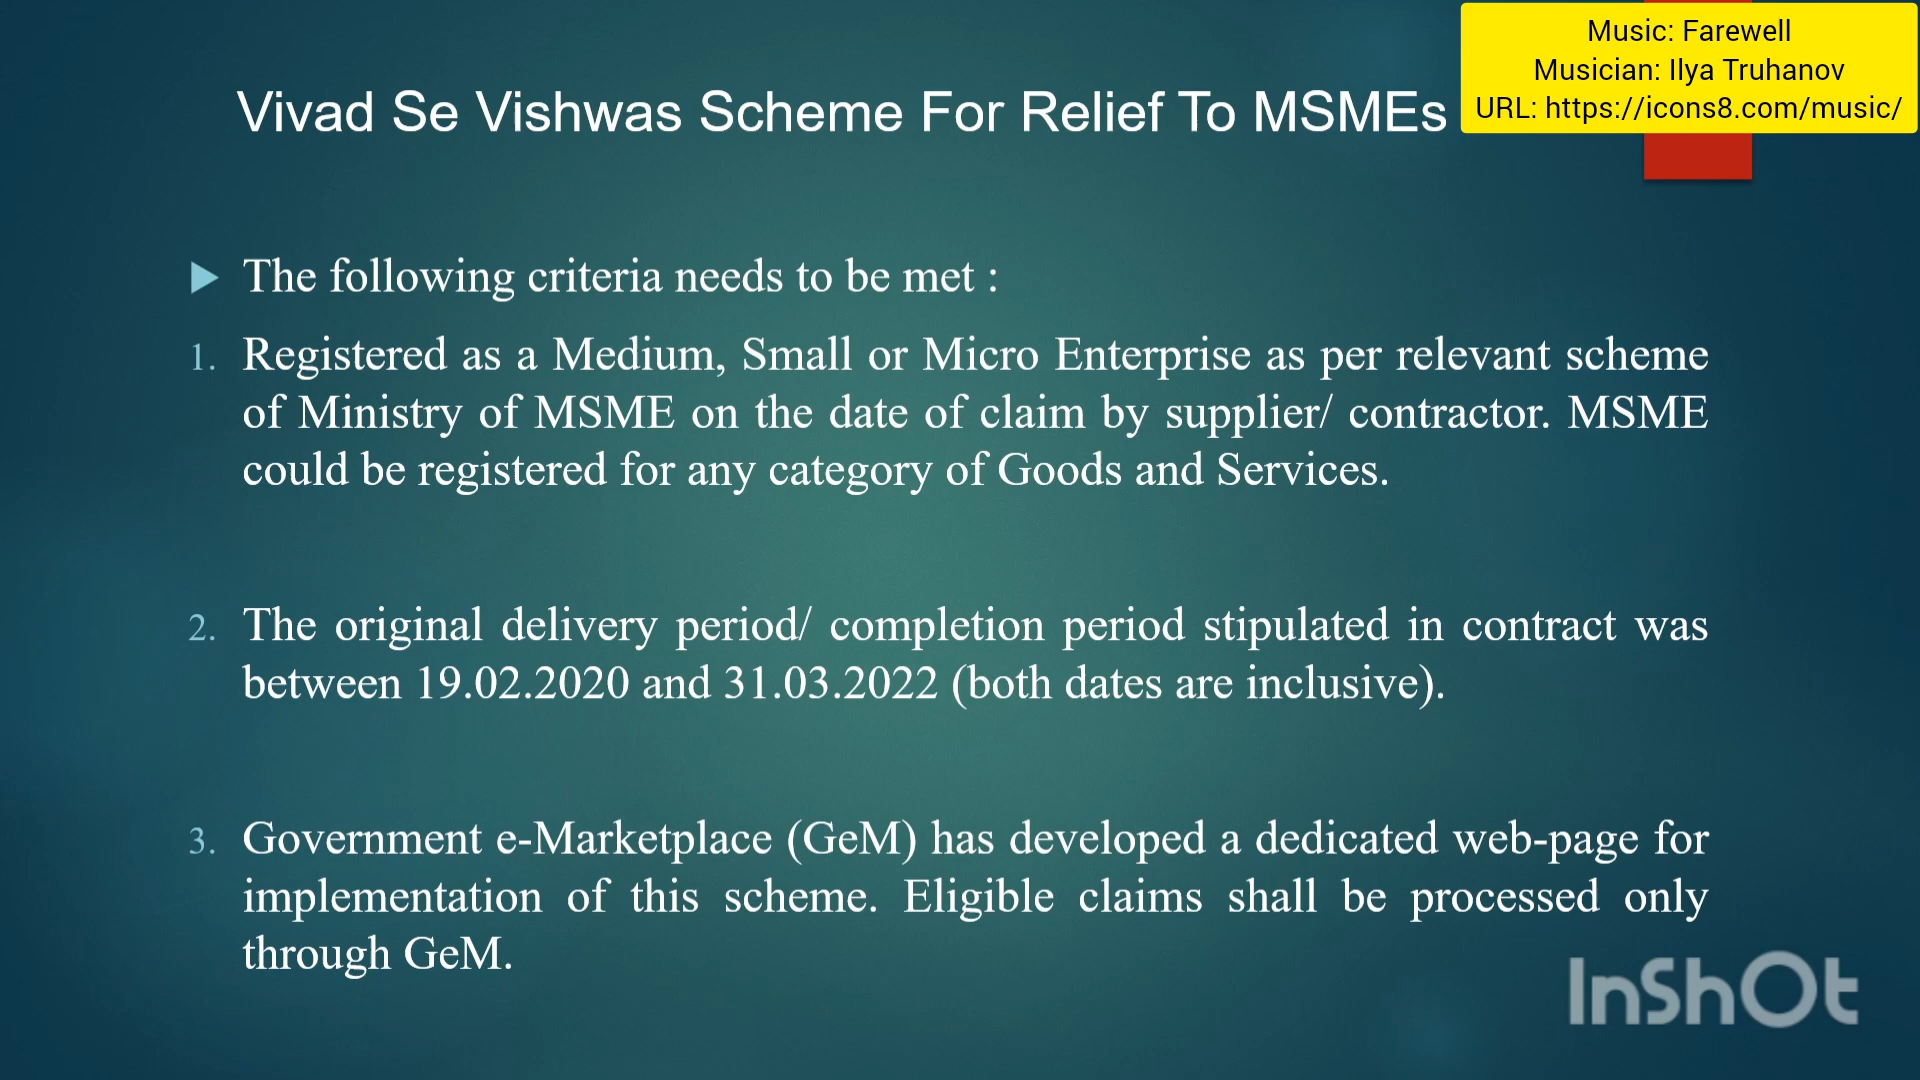 Music: Farewell
Musician: Ilya Truhanov
URL: https://icons8.com/music/
Vivad Se Vishwas Scheme For Relief To MSMEs
The following criteria needs to be met :
1. Registered as a Medium, Small or Micro Enterprise as per relevant scheme
of Ministry of MSME on the date of claim by supplier/ contractor. MSME
could be registered for any category of Goods and Services.
2. The original delivery period/ completion period stipulated in contract was
between 19.02.2020 and 31.03.2022 (both dates are inclusive).
3. Government e-Marketplace (GeM) has developed a dedicated web-page for
implementation of this scheme. Eligible claims shall be processed only
through GeM.
InShOt